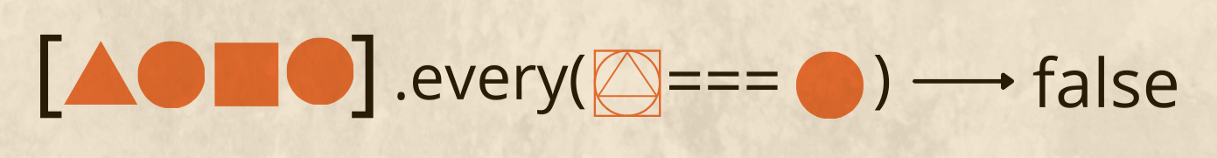 [ ] .every( === ) → false